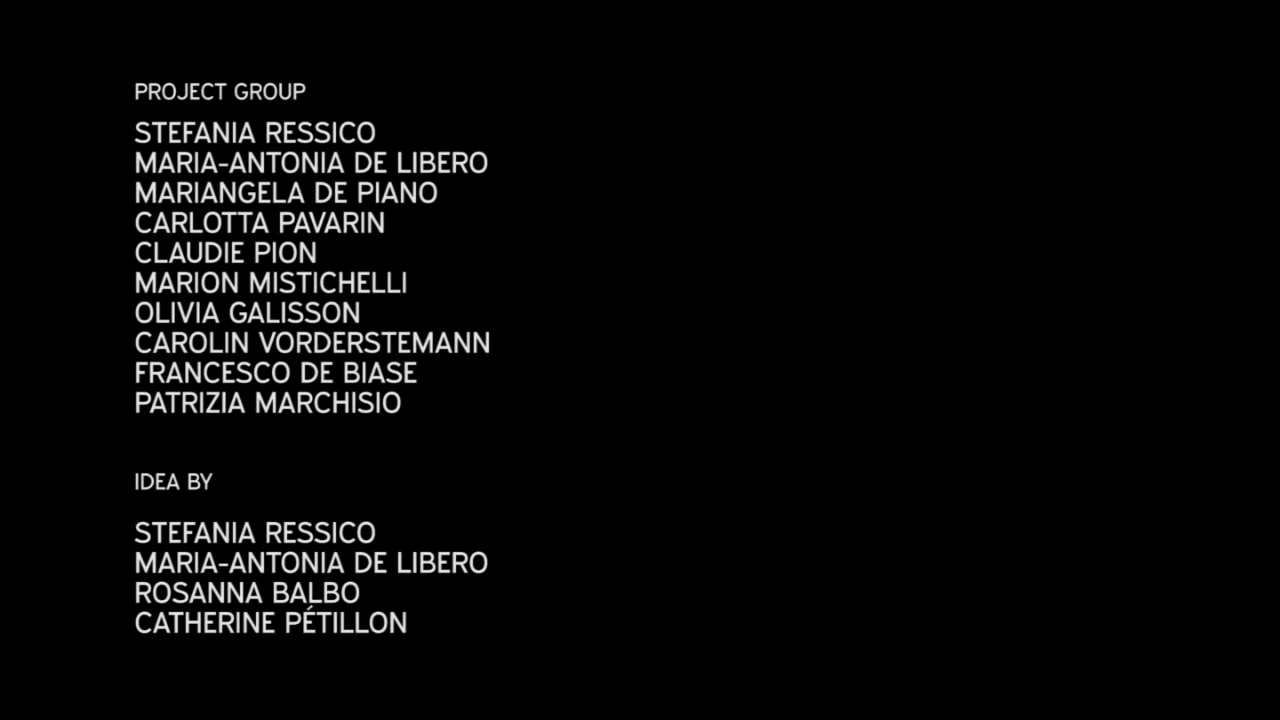 PROJECT GROUP
STEFANIA RESSICO
MARIA-ANTONIA DE LIBERO
MARIANGELA DE PIANO
CARLOTTA PAVARIN
CLAUDIE PION
MARION MISTICHELLI
OLIVIA GALISSON
CAROLIN VORDERSTEMANN
FRANCESCO DE BIASE
PATRIZIA MARCHISIO
IDEA BY
STEFANIA RESSICO
MARIA-ANTONIA DE LIBERO
ROSANNA BALBO
CATHERINE PÉTILLON